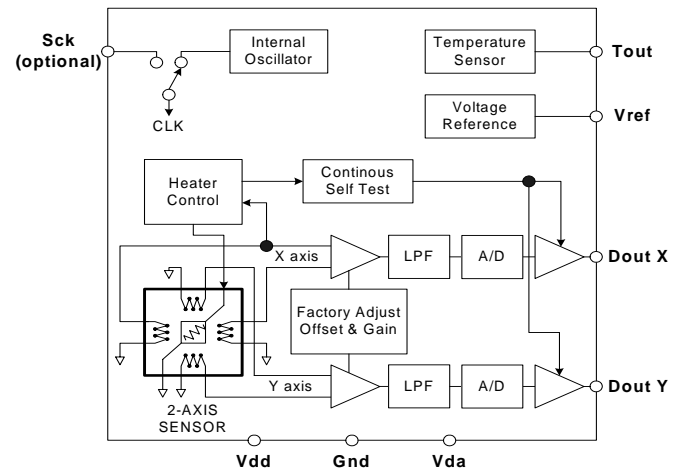 Sck
(optional)
Internal
Oscillator
CLK
Temperature
Sensor
Tout
Voltage
Reference
Vref
Heater
Control
Continous
Self Test
X axis
LPF
A/D
Dout X
Factory Adjust
Offset & Gain
Y axis
LPF
A/D
Dout Y
2-AXIS
SENSOR
Vdd
Gnd
Vda